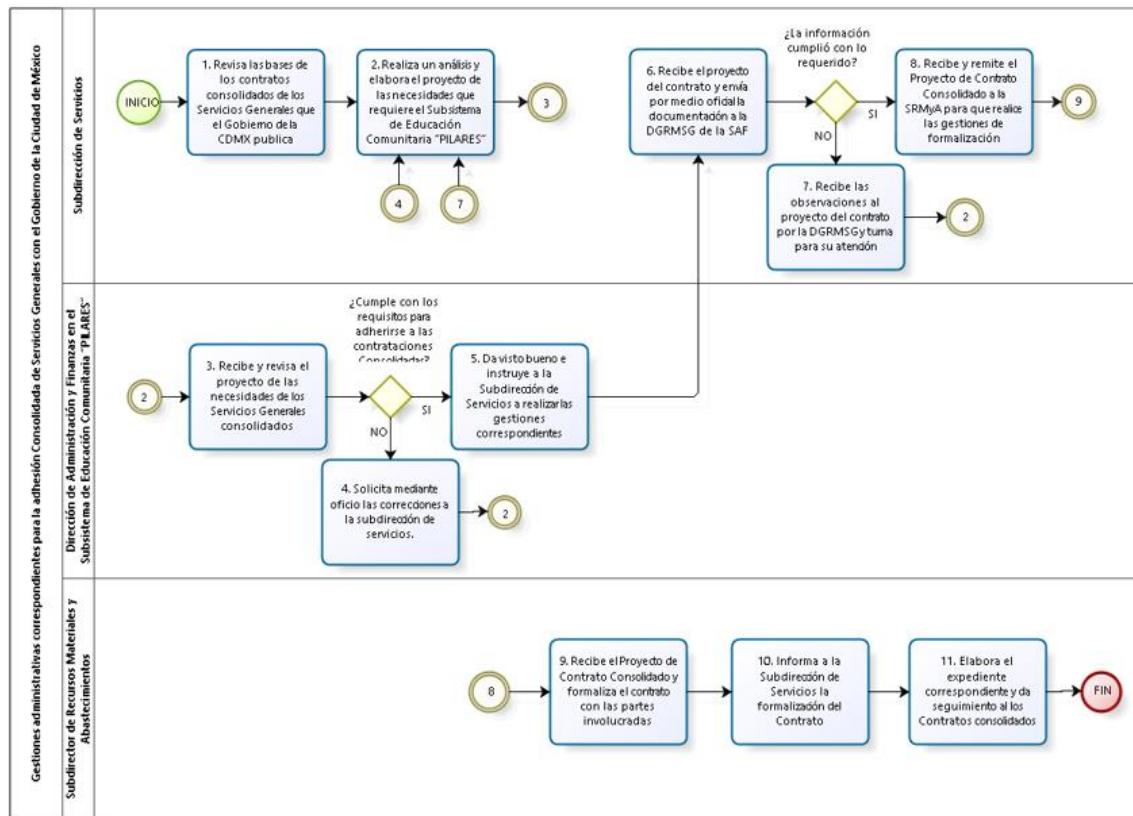 Gestiones administrativas correspondientes para la adhesión Consolidada de Servicios Generales con el Gobierno de la Ciudad de México
Subdirección de Servicios
INICIO
1. Revisa las bases de
los contratos
consolidados de los
Servicios Generales que
el Gobierno de la
CDMX publica
2. Realiza un análisis y
elabora el proyecto de
las necesidades que
requiere el Subsistema
de Educación
Comunitaria "PILARES"
3
4
7
6. Recibe el proyecto
del contrato y envía
por medio oficial la
documentación a la
DGRMSG de la SAF
¿La información
cumplió con lo
requerido?
SI
NO
8. Recibe y remite el
Proyecto de Contrato
Consolidado a la
SRMyA para que realice
las gestiones de
formalización
9
7. Recibe las
observaciones al
proyecto del contrato
por la DGRMSG y turna
para su atención
2
Dirección de Administración y Finanzas en el
Subsistema de Educación Comunitaria "PILARES"
2
3. Recibe y revisa el
proyecto de las
necesidades de los
Servicios Generales
consolidados
¿Cumple con los
requisitos para
adherirse a las
contrataciones
Consolidadas?
SI
NO
5. Da visto bueno e
instruye a la
Subdirección de
Servicios a realizar las
gestiones
correspondientes
4. Solicita mediante
oficio las correcciones a
la subdirección de
servicios.
2
Subdirector de Recursos Materiales y
Abastecimientos
8
9. Recibe el Proyecto de
Contrato Consolidado y
formaliza el contrato
con las partes
involucradas
10. Informa a la
Subdirección de
Servicios la
formalización del
Contrato
11. Elabora el
expediente
correspondiente y da
seguimiento al los
Contratos consolidados
FIN